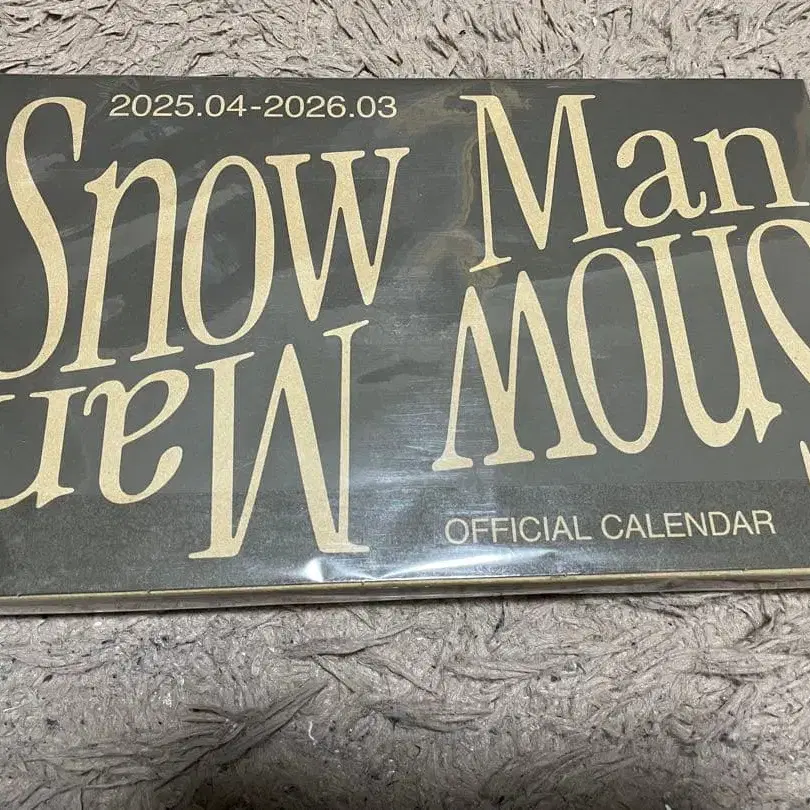 2025.04-2026.03
Snow Man
Snow Man
OFFICIAL CALENDAR